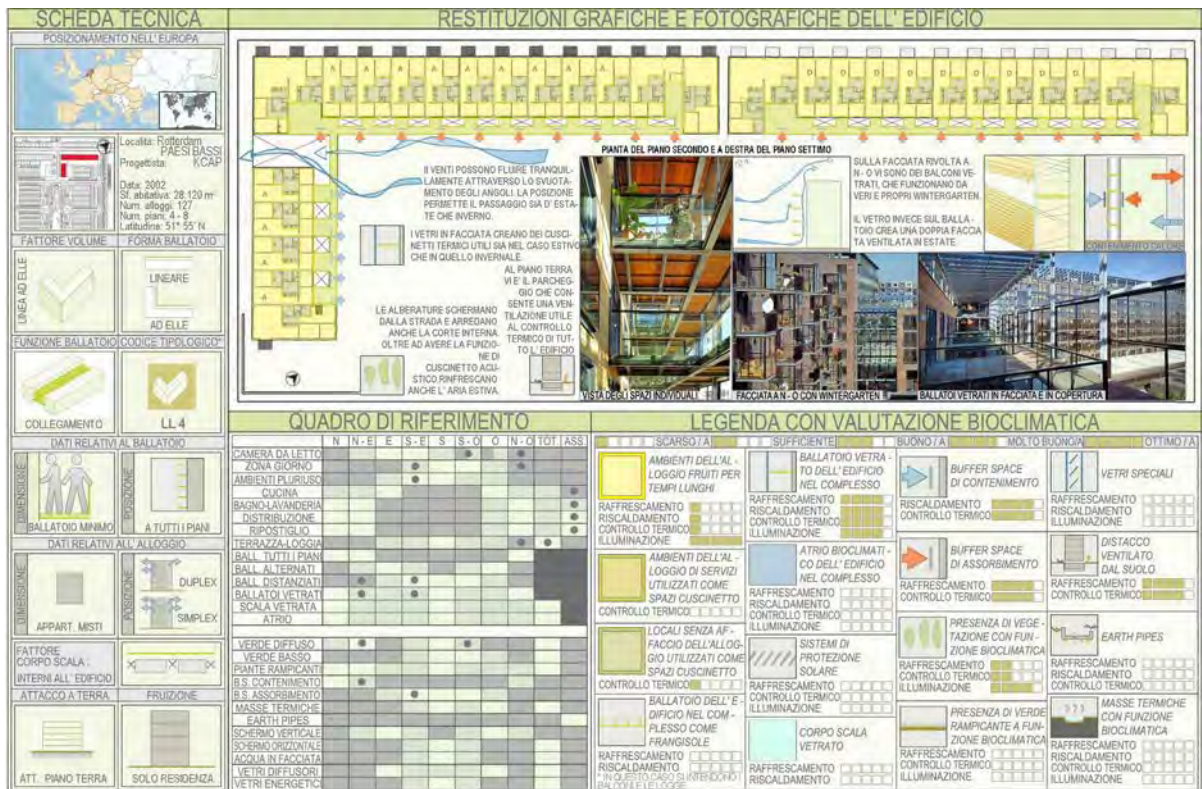 SCHEDA TECNICA
POSIZIONAMENTO NELL' EUROPA
Località: Rotterdam
PAESI BASSI
Progettista: KCAP
Data: 2002
Sf. abitativa: 28.120 m²
Num. alloggi: 127
Num. piani: 4 - 8
Latitudine: 51° 55' N
FATTORE VOLUME
FORMA BALLATOIO
LINEA AD ELLE
LINEARE
AD ELLE
FUNZIONE BALLATOIO
CODICE TIPOLOGICO*
COLLEGAMENTO
LL 4
DATI RELATIVI AL BALLATOIO
DIMENSIONE
BALLATOIO MINIMO
POSIZIONE
A TUTTI I PIANI
DATI RELATIVI ALL' ALLOGGIO
DIMENSIONE
APPART. MISTI
POSIZIONE
DUPLEX
SIMPLEX
FATTORE
CORPO SCALA :
INTERNI ALL' EDIFICIO
ATTACCO A TERRA
FRUIZIONE
ATT. PIANO TERRA
SOLO RESIDENZA
RESTITUZIONI GRAFICHE E FOTOGRAFICHE DELL' EDIFICIO
A A A A A A A A A
D D D D D D D D D
PIANTA DEL PIANO SECONDO E A DESTRA DEL PIANO SETTIMO
II VENTI POSSONO FLUIRE TRANQUIL-
LAMENTE ATTRAVERSO LO SVUOTA-
MENTO DEGLI ANGOLI. LA POSIZIONE
PERMETTE IL PASSAGGIO SIA D' ESTA-
TE CHE INVERNO.
I VETRI IN FACCIATA CREANO DEI CUSCI-
NETTI TERMICI UTILI SIA NEL CASO ESTIVO
CHE IN QUELLO INVERNALE.
AL PIANO TERRA
VI E' IL PARCHEG-
GIO CHE CON-
SENTE UNA VEN-
TILAZIONE UTILE
AL CONTROLLO
TERMICO DI TUT-
TO L' EDIFICIO
LE ALBERATURE SCHERMANO
DALLA STRADA E ARREDANO
ANCHE LA CORTE INTERNA.
OLTRE AD AVERE LA FUNZIO-
NE DI
CUSCINETTO ACU-
STICO RINFRESCANO
ANCHE L' ARIA ESTIVA.
SULLA FACCIATA RIVOLTA A
N - O VI SONO DEI BALCONI VE-
TRATI, CHE FUNZIONANO DA
VERI E PROPRI WINTERGARTEN.
IL VETRO INVECE SUL BALLA-
TOIO CREA UNA DOPPIA FACCIA
TA VENTILATA IN ESTATE.
CONTENIMENTO CALORE
VISTA DEGLI SPAZI INDIVIDUALI
FACCIATA N - O CON WINTERGARTEN
BALLATOI VETRATI IN FACCIATA E IN COPERTURA
QUADRO DI RIFERIMENTO
N N - E E S - E S S - O O N - O TOT. ASS.
CAMERA DA LETTO
ZONA GIORNO
AMBIENTI PLURIUSO
CUCINA
BAGNO-LAVANDERIA
DISTRIBUZIONE
RIPOSTIGLIO
TERRAZZA-LOGGIA
BALL. TUTTI I PIANI
BALL. ALTERNATI
BALL. DISTANZIATI
BALLATOI VETRATI
SCALA VETRATA
ATRIO
VERDE DIFFUSO
VERDE BASSO
PIANTE RAMPICANTI
B.S. CONTENIMENTO
B.S. ASSORBIMENTO
MASSE TERMICHE
EARTH PIPES
SCHERMO VERTICALE
SCHERMO ORIZZONTALE
ACQUA IN FACCIATA
VETRI DIFFUSORI
VETRI ENERGETICI
LEGENDA CON VALUTAZIONE BIOCLIMATICA
SCARSO / A SUFFICIENTE BUONO / A MOLTO BUONO/A OTTIMO / A
AMBIENTI DELL'AL-
LOGGIO FRUITI PER
TEMPI LUNGHI
RAFFRESCAMENTO
RISCALDAMENTO
CONTROLLO TERMICO
ILLUMINAZIONE
AMBIENTI DELL'AL-
LOGGIO DI SERVIZI
UTILIZZATI COME
SPAZI CUSCINETTO
CONTROLLO TERMICO
LOCALI SENZA AF-
FACCIO DELL'ALLOG-
GIO UTILIZZATI COME
SPAZI CUSCINETTO
CONTROLLO TERMICO
BALLATOIO DELL' E-
DIFICIO NEL COM-
PLESSO COME
FRANGISOLE
RAFFRESCAMENTO
* IN QUESTO CASO SI INTENDONO I
BALCONI E LE LOGGE
BALLATOIO VETRA-
TO DELL'EDIFICIO
NEL COMPLESSO
RAFFRESCAMENTO
RISCALDAMENTO
CONTROLLO TERMICO
ILLUMINAZIONE
ATRIO BIOCLIMATI-
CO DELL'EDIFICIO
NEL COMPLESSO
RAFFRESCAMENTO
RISCALDAMENTO
CONTROLLO TERMICO
ILLUMINAZIONE
SISTEMI DI
PROTEZIONE
SOLARE
RAFFRESCAMENTO
CONTROLLO TERMICO
ILLUMINAZIONE
CORPO SCALA
VETRATO
RAFFRESCAMENTO
RISCALDAMENTO
BUFFER SPACE
DI CONTENIMENTO
RISCALDAMENTO
CONTROLLO TERMICO
BUFFER SPACE
DI ASSORBIMENTO
RAFFRESCAMENTO
CONTROLLO TERMICO
PRESENZA DI VEGE-
TAZIONE CON FUN-
ZIONE BIOCLIMATICA
RAFFRESCAMENTO
CONTROLLO TERMICO
ILLUMINAZIONE
PRESENZA DI VERDE
RAMPICANTE A FUN-
ZIONE BIOCLIMATICA
RAFFRESCAMENTO
CONTROLLO TERMICO
ILLUMINAZIONE
VETRI SPECIALI
RAFFRESCAMENTO
RISCALDAMENTO
CONTROLLO TERMICO
ILLUMINAZIONE
DISTACCO
VENTILATO
DAL SUOLO
RAFFRESCAMENTO
CONTROLLO TERMICO
EARTH PIPES
RAFFRESCAMENTO
RISCALDAMENTO
CONTROLLO TERMICO
MASSE TERMICHE
CON FUNZIONE
BIOCLIMATICA
RAFFRESCAMENTO
RISCALDAMENTO
CONTROLLO TERMICO
ILLUMINAZIONE